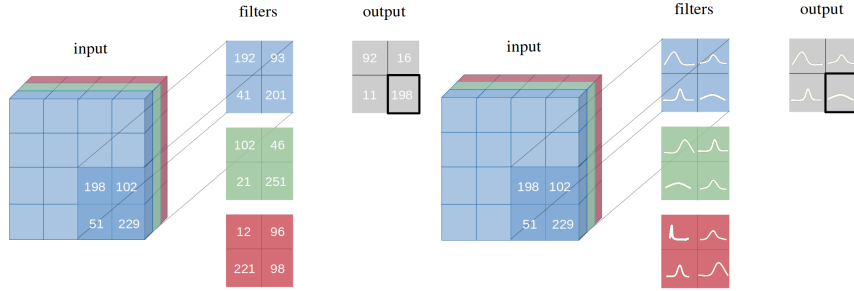 filters
output
input
192 93
41 201
92 16
11 198
102 46
21 251
198 102
51 229
12 96
221 98
filters
output
input
198 102
51 229